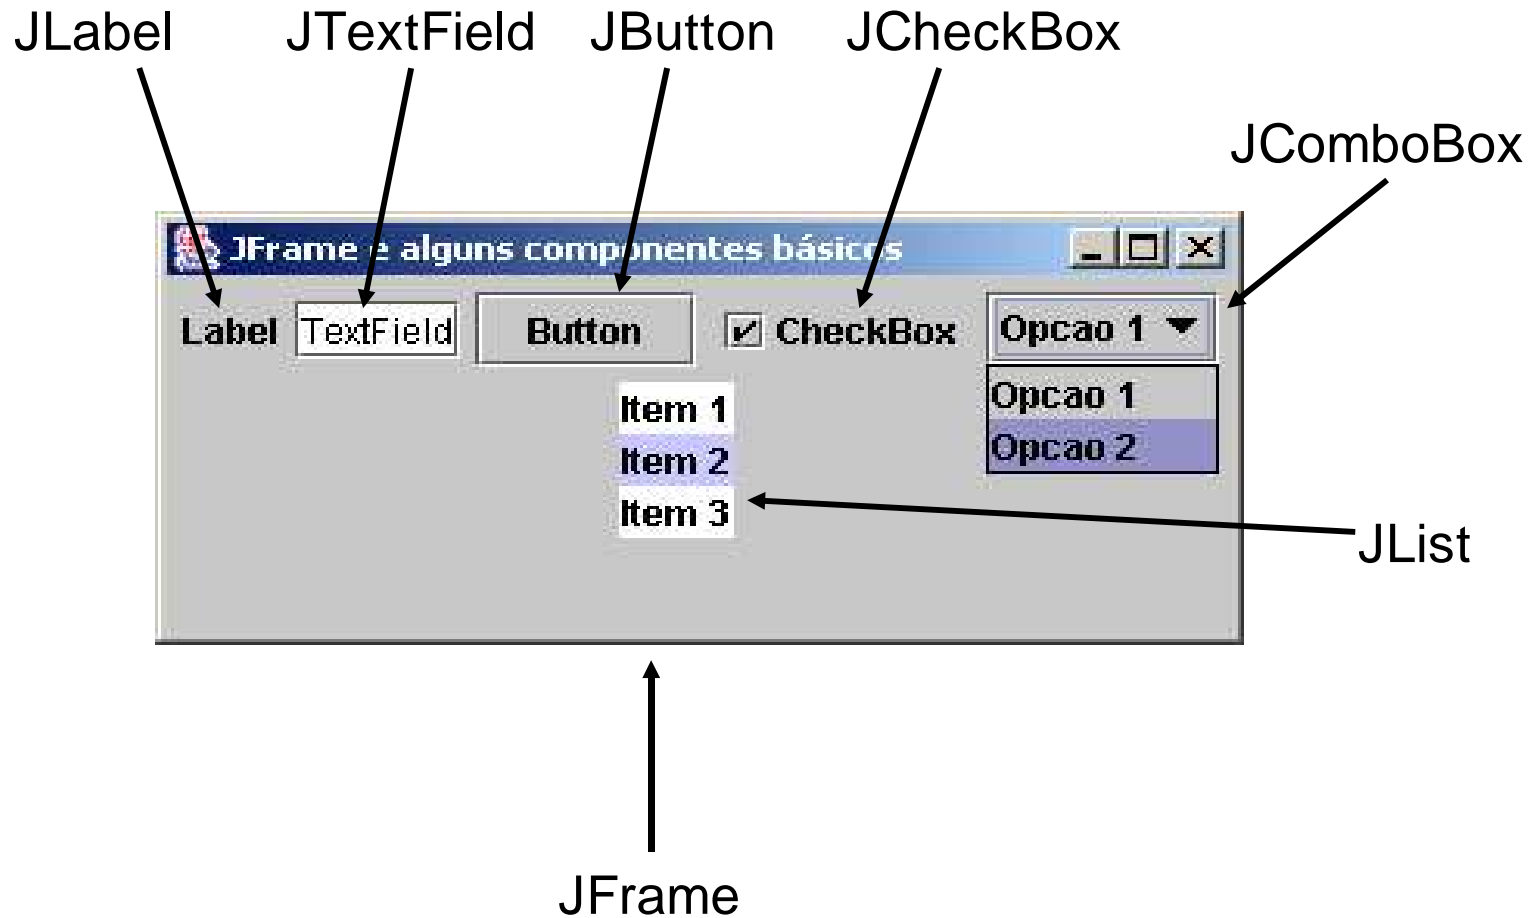 JLabel JTextField JButton JCheckBox
JComboBox
JFrame e alguns componentes básicos
Label TextField Button CheckBox Opcao 1
Item 1 Opcao 1
Item 2 Opcao 2
Item 3
JList
JFrame